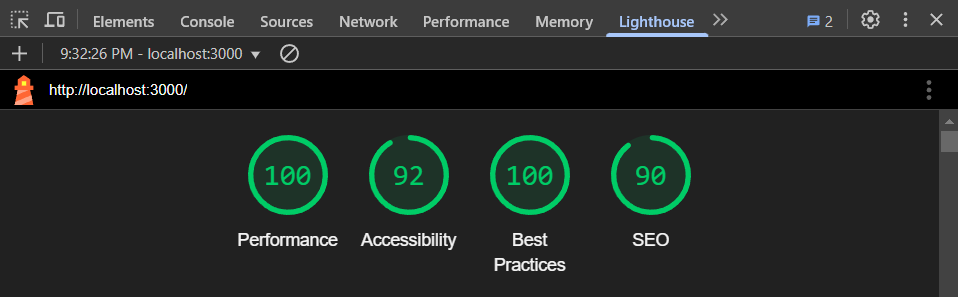 Elements Console Sources Network Performance Memory Lighthouse 2
9:32:26 PM - localhost:3000
http://localhost:3000/
100 92 100 90
Performance Accessibility Best SEO
Practices